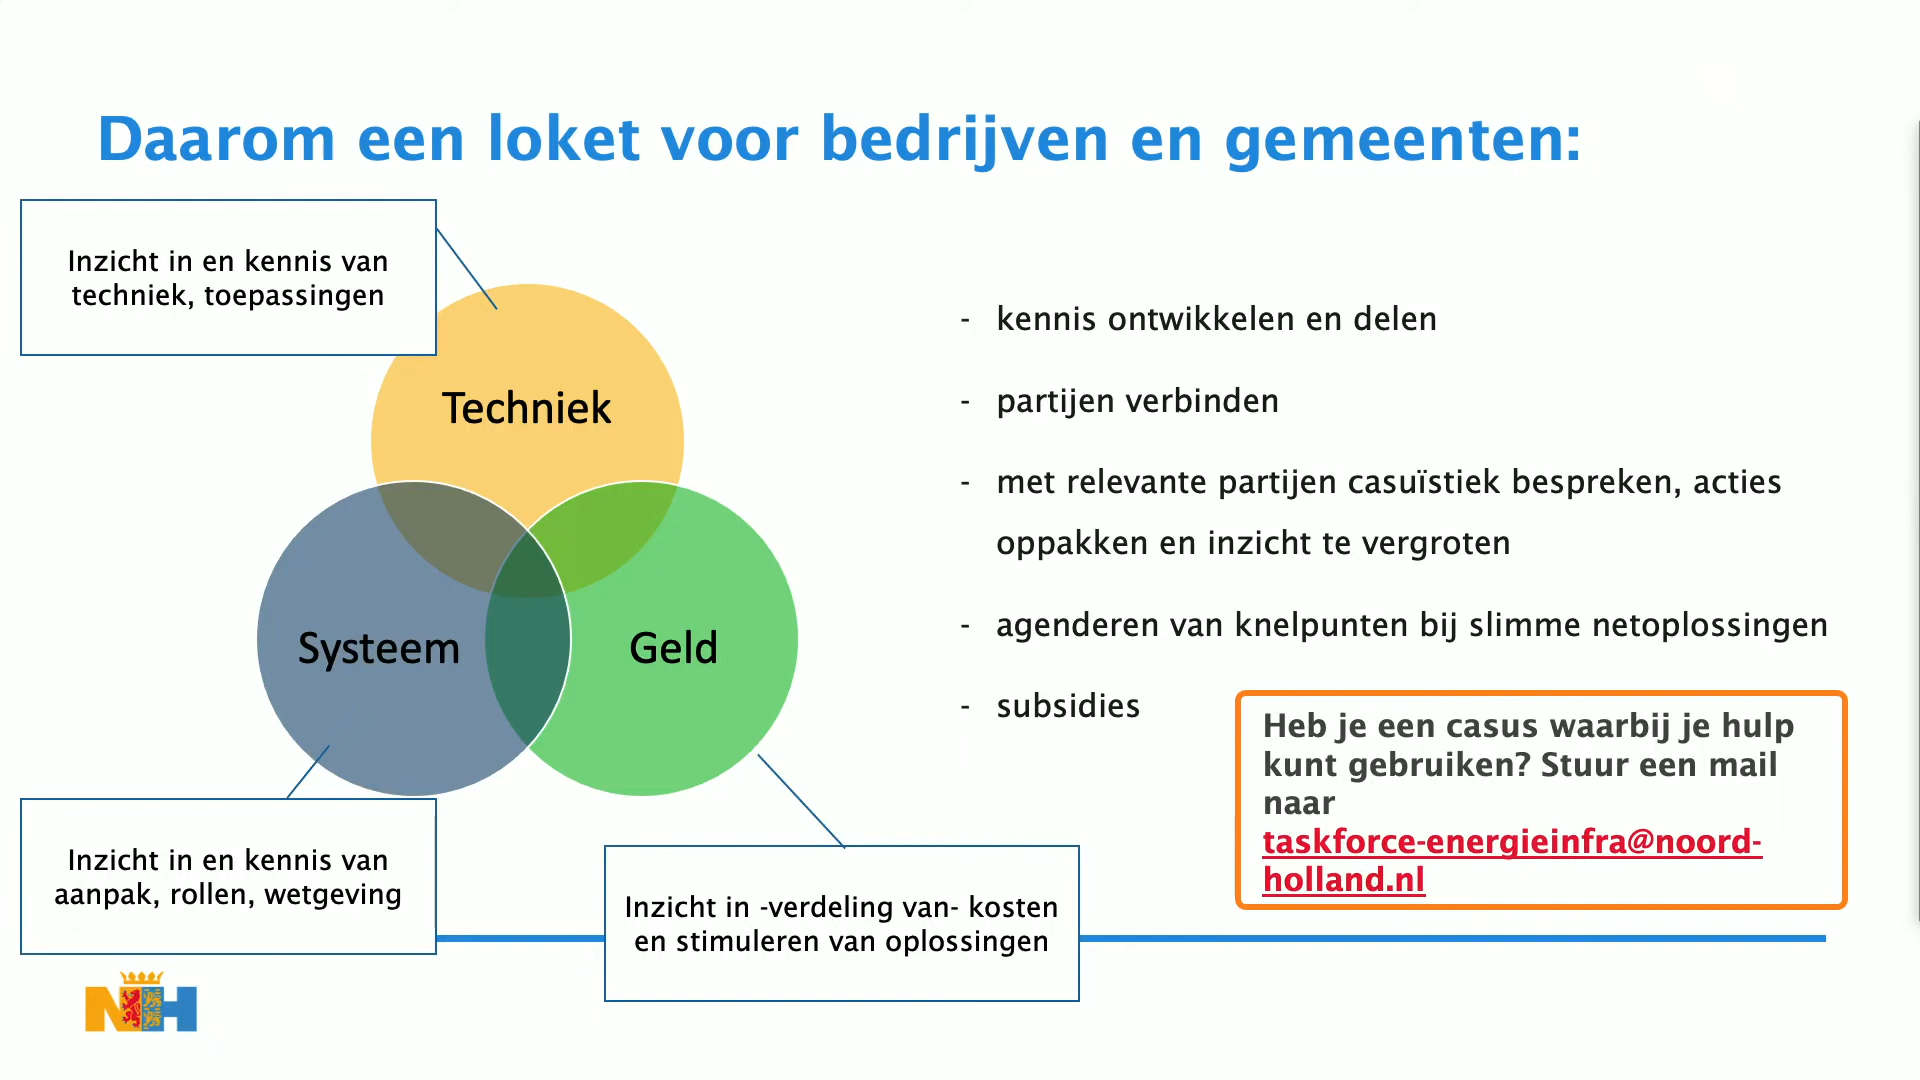 Daarom een loket voor bedrijven en gemeenten:
Inzicht in en kennis van
techniek, toepassingen
Techniek
Systeem
Geld
Inzicht in en kennis van
aanpak, rollen, wetgeving
Inzicht in -verdeling van- kosten
en stimuleren van oplossingen
- kennis ontwikkelen en delen
- partijen verbinden
- met relevante partijen casuïstiek bespreken, acties
oppakken en inzicht te vergroten
- agenderen van knelpunten bij slimme netoplossingen
- subsidies
Heb je een casus waarbij je hulp
kunt gebruiken? Stuur een mail
naar
taskforce-energieinfra@noord-
holland.nl
NH